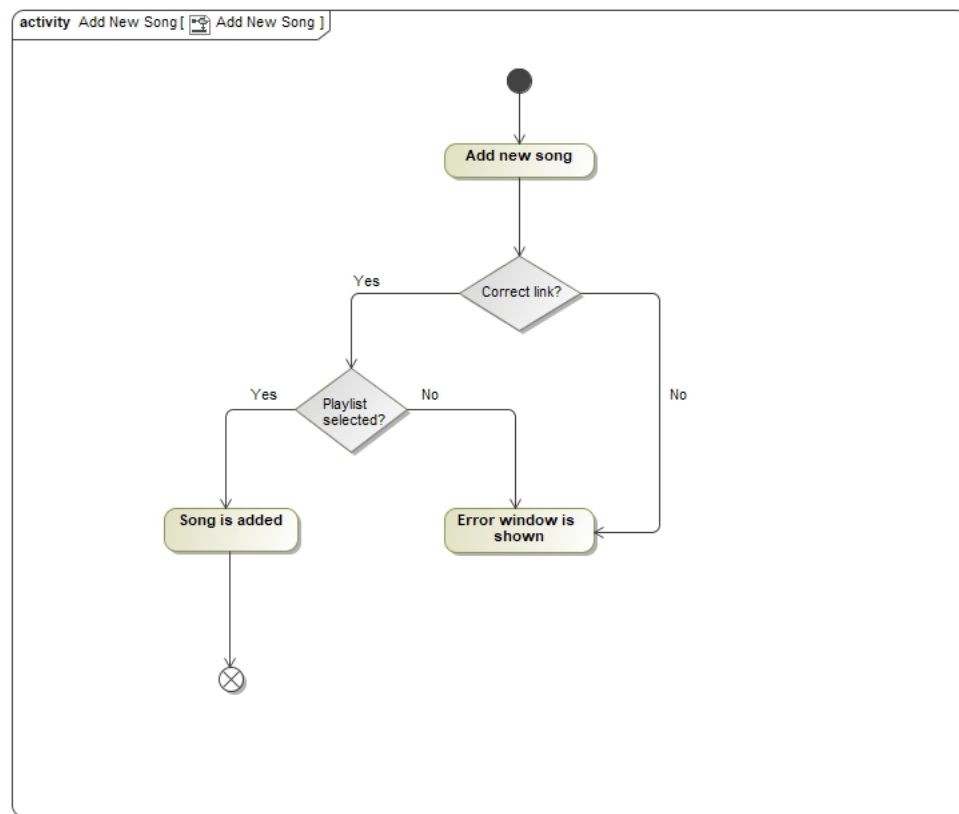 activity Add New Song [ Add New Song ]
Add new song
Correct link?
Yes
No
Playlist
selected?
Yes
No
Song is added
Error window is
shown